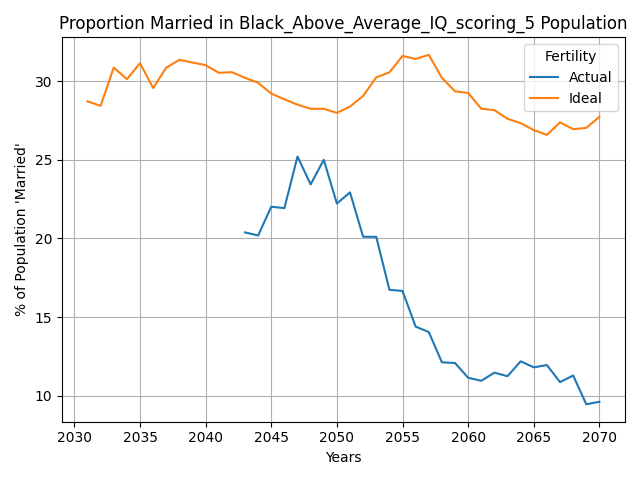 Proportion Married in Black_Above_Average_IQ_scoring_5 Population
% of Population 'Married'
30
25
20
15
10
Fertility
Actual
Ideal
2030 2035 2040 2045 2050 2055 2060 2065 2070
Years